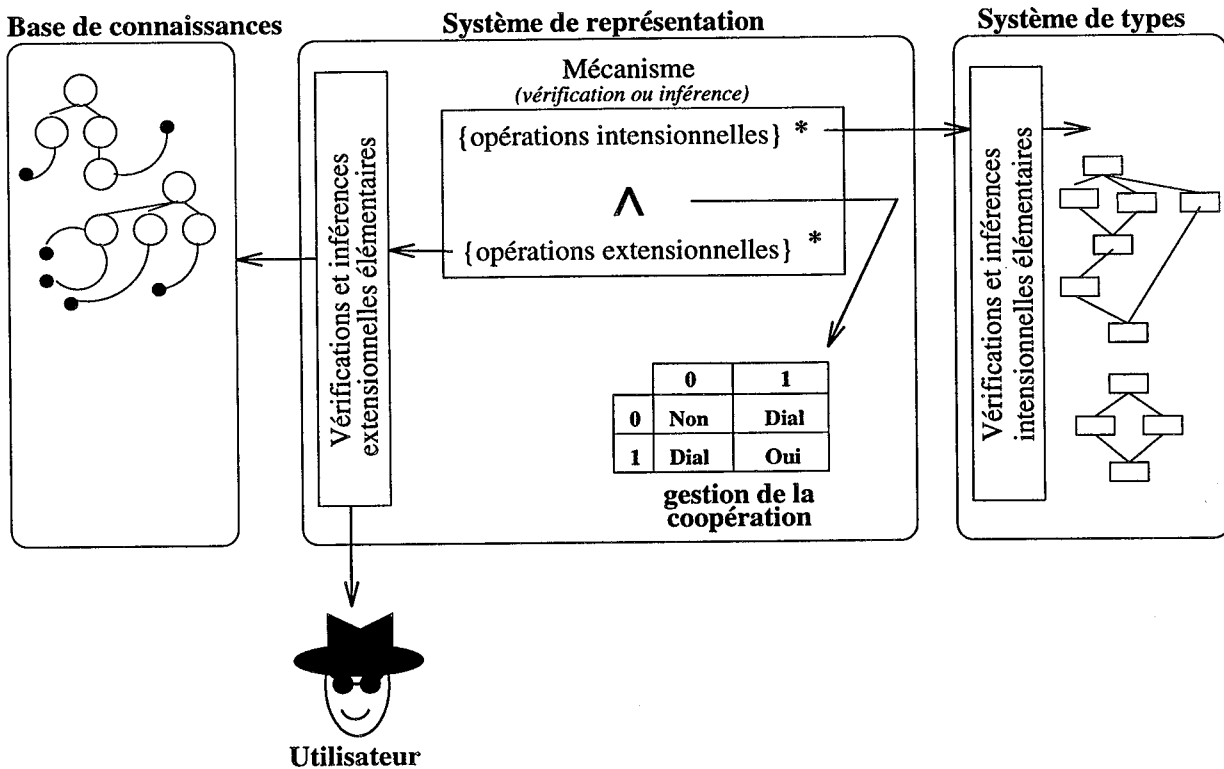 Base de connaissances
Système de représentation
Système de types
Mécanisme
(vérification ou inférence)
{opérations intensionnelles} *
∧
{opérations extensionnelles} *
Vérifications et inférences
extensionnelles élémentaires
Vérifications et inférences
intensionnelles élémentaires
0 1
0 Non Dial
1 Dial Oui
gestion de la
coopération
Utilisateur